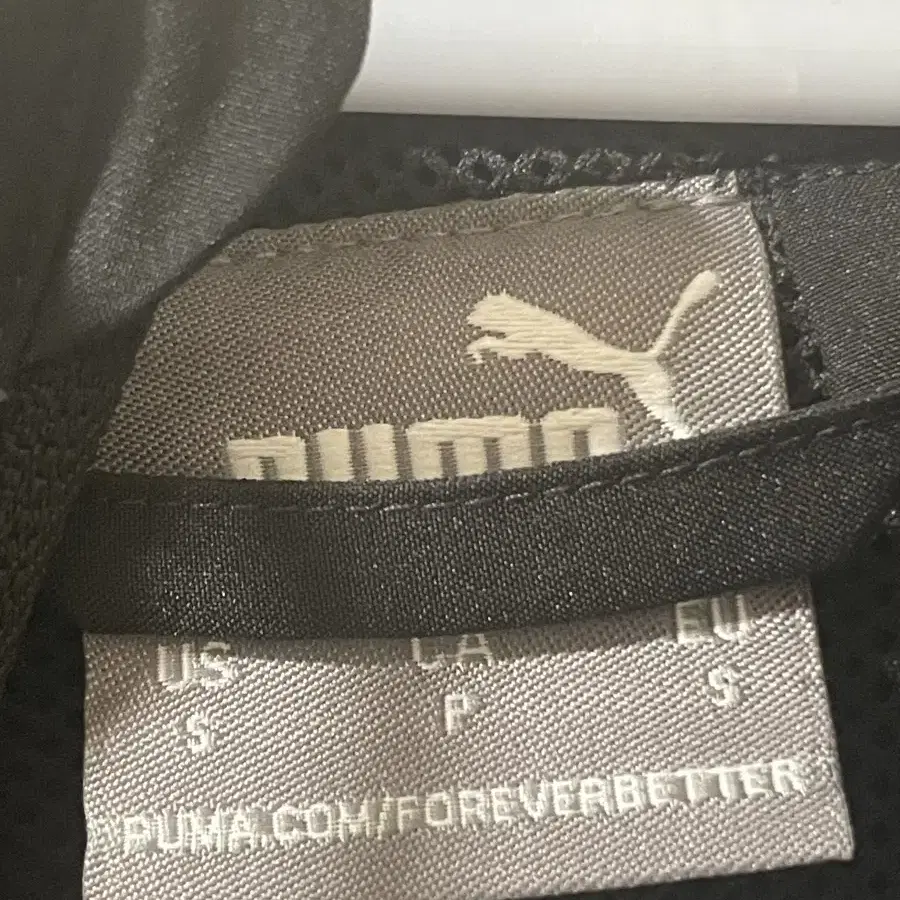 puma
US CA EU
S P S
PUMA.COM/FOREVERBETTER